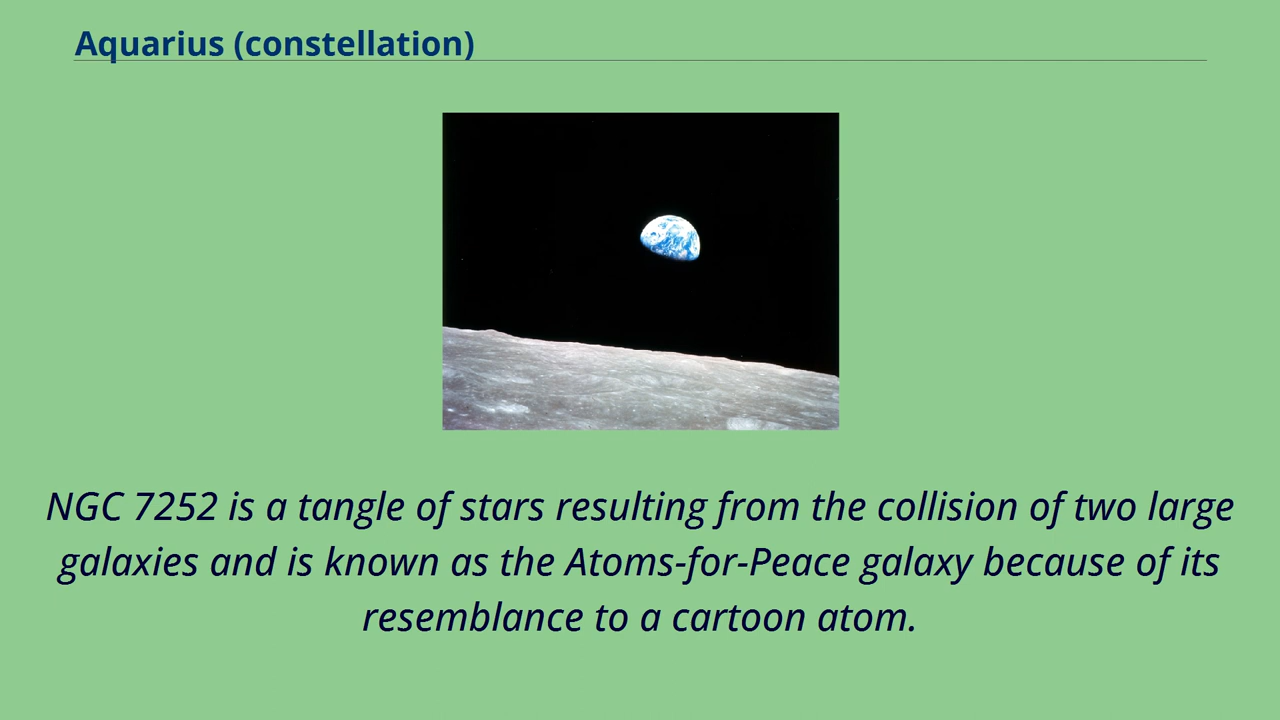 Aquarius (constellation)
NGC 7252 is a tangle of stars resulting from the collision of two large
galaxies and is known as the Atoms-for-Peace galaxy because of its
resemblance to a cartoon atom.